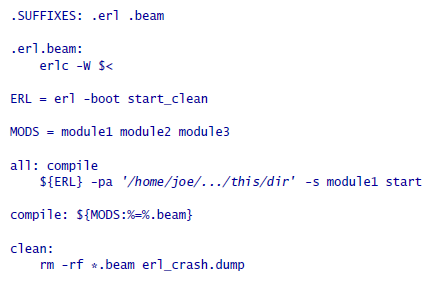 .SUFFIXES: .erl .beam
.erl.beam:
erlc -W $<
ERL = erl -boot start_clean
MODS = module1 module2 module3
all: compile
${ERL} -pa '/home/joe/.../this/dir' -s module1 start
compile: ${MODS:%=%.beam}
clean:
rm -rf *.beam erl_crash.dump